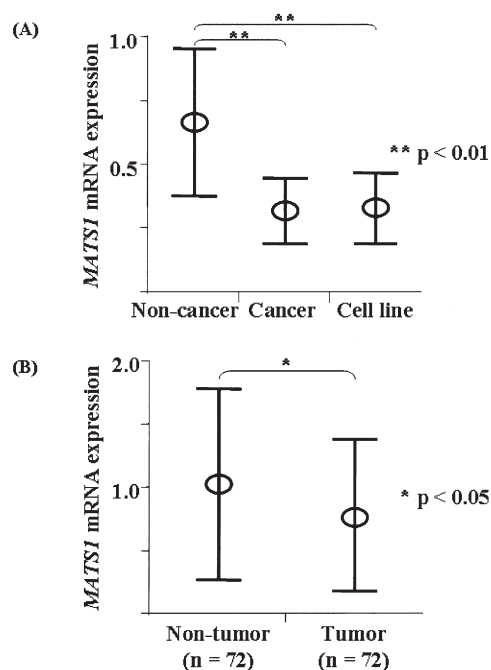 (A)
**
**
1.0
0.5
MATS1 mRNA expression
** p < 0.01
Non-cancer Cancer Cell line
(B)
*
2.0
1.0
MATS1 mRNA expression
* p < 0.05
Non-tumor Tumor
(n = 72) (n = 72)